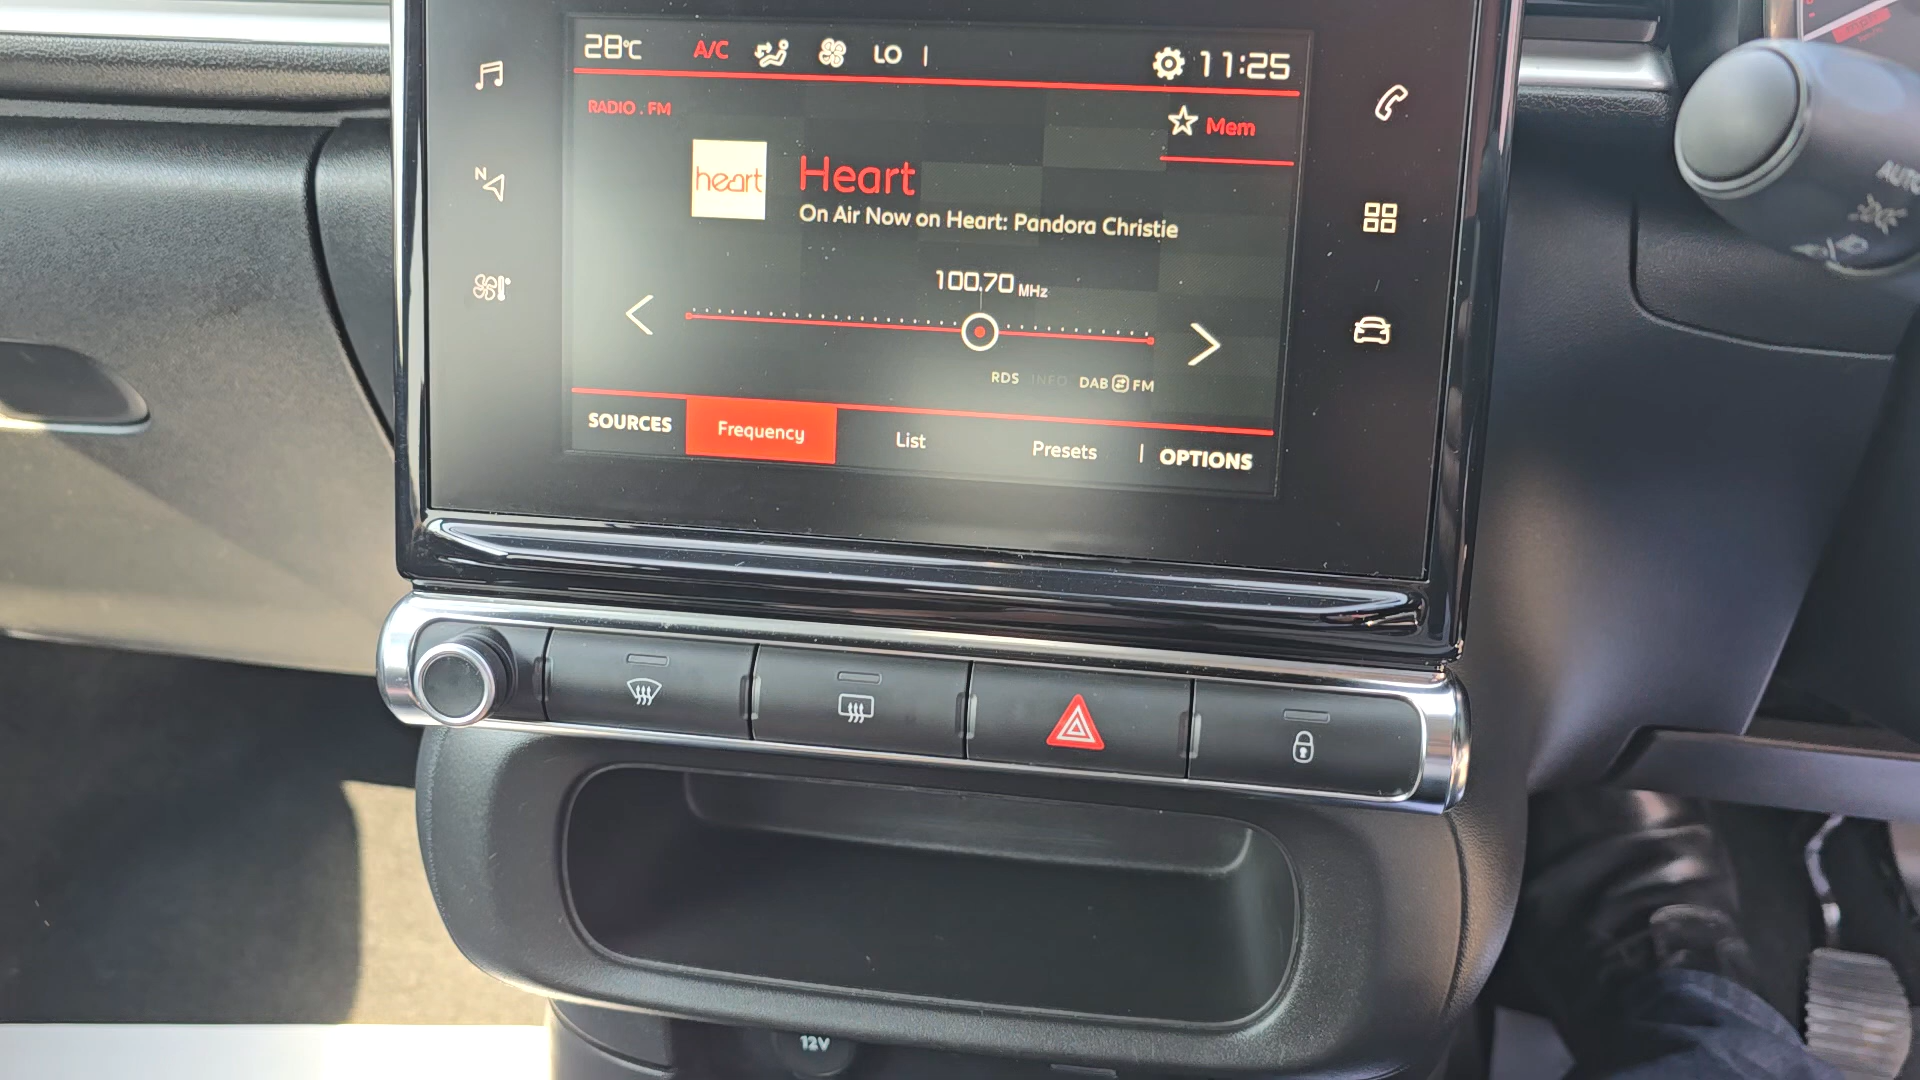 28°C A/C LO 11:25
RADIO . FM
Mem
heart
Heart
On Air Now on Heart: Pandora Christie
N
100.70 MHz
RDS INFO DAB FM
SOURCES Frequency List Presets OPTIONS
AUTO
12V